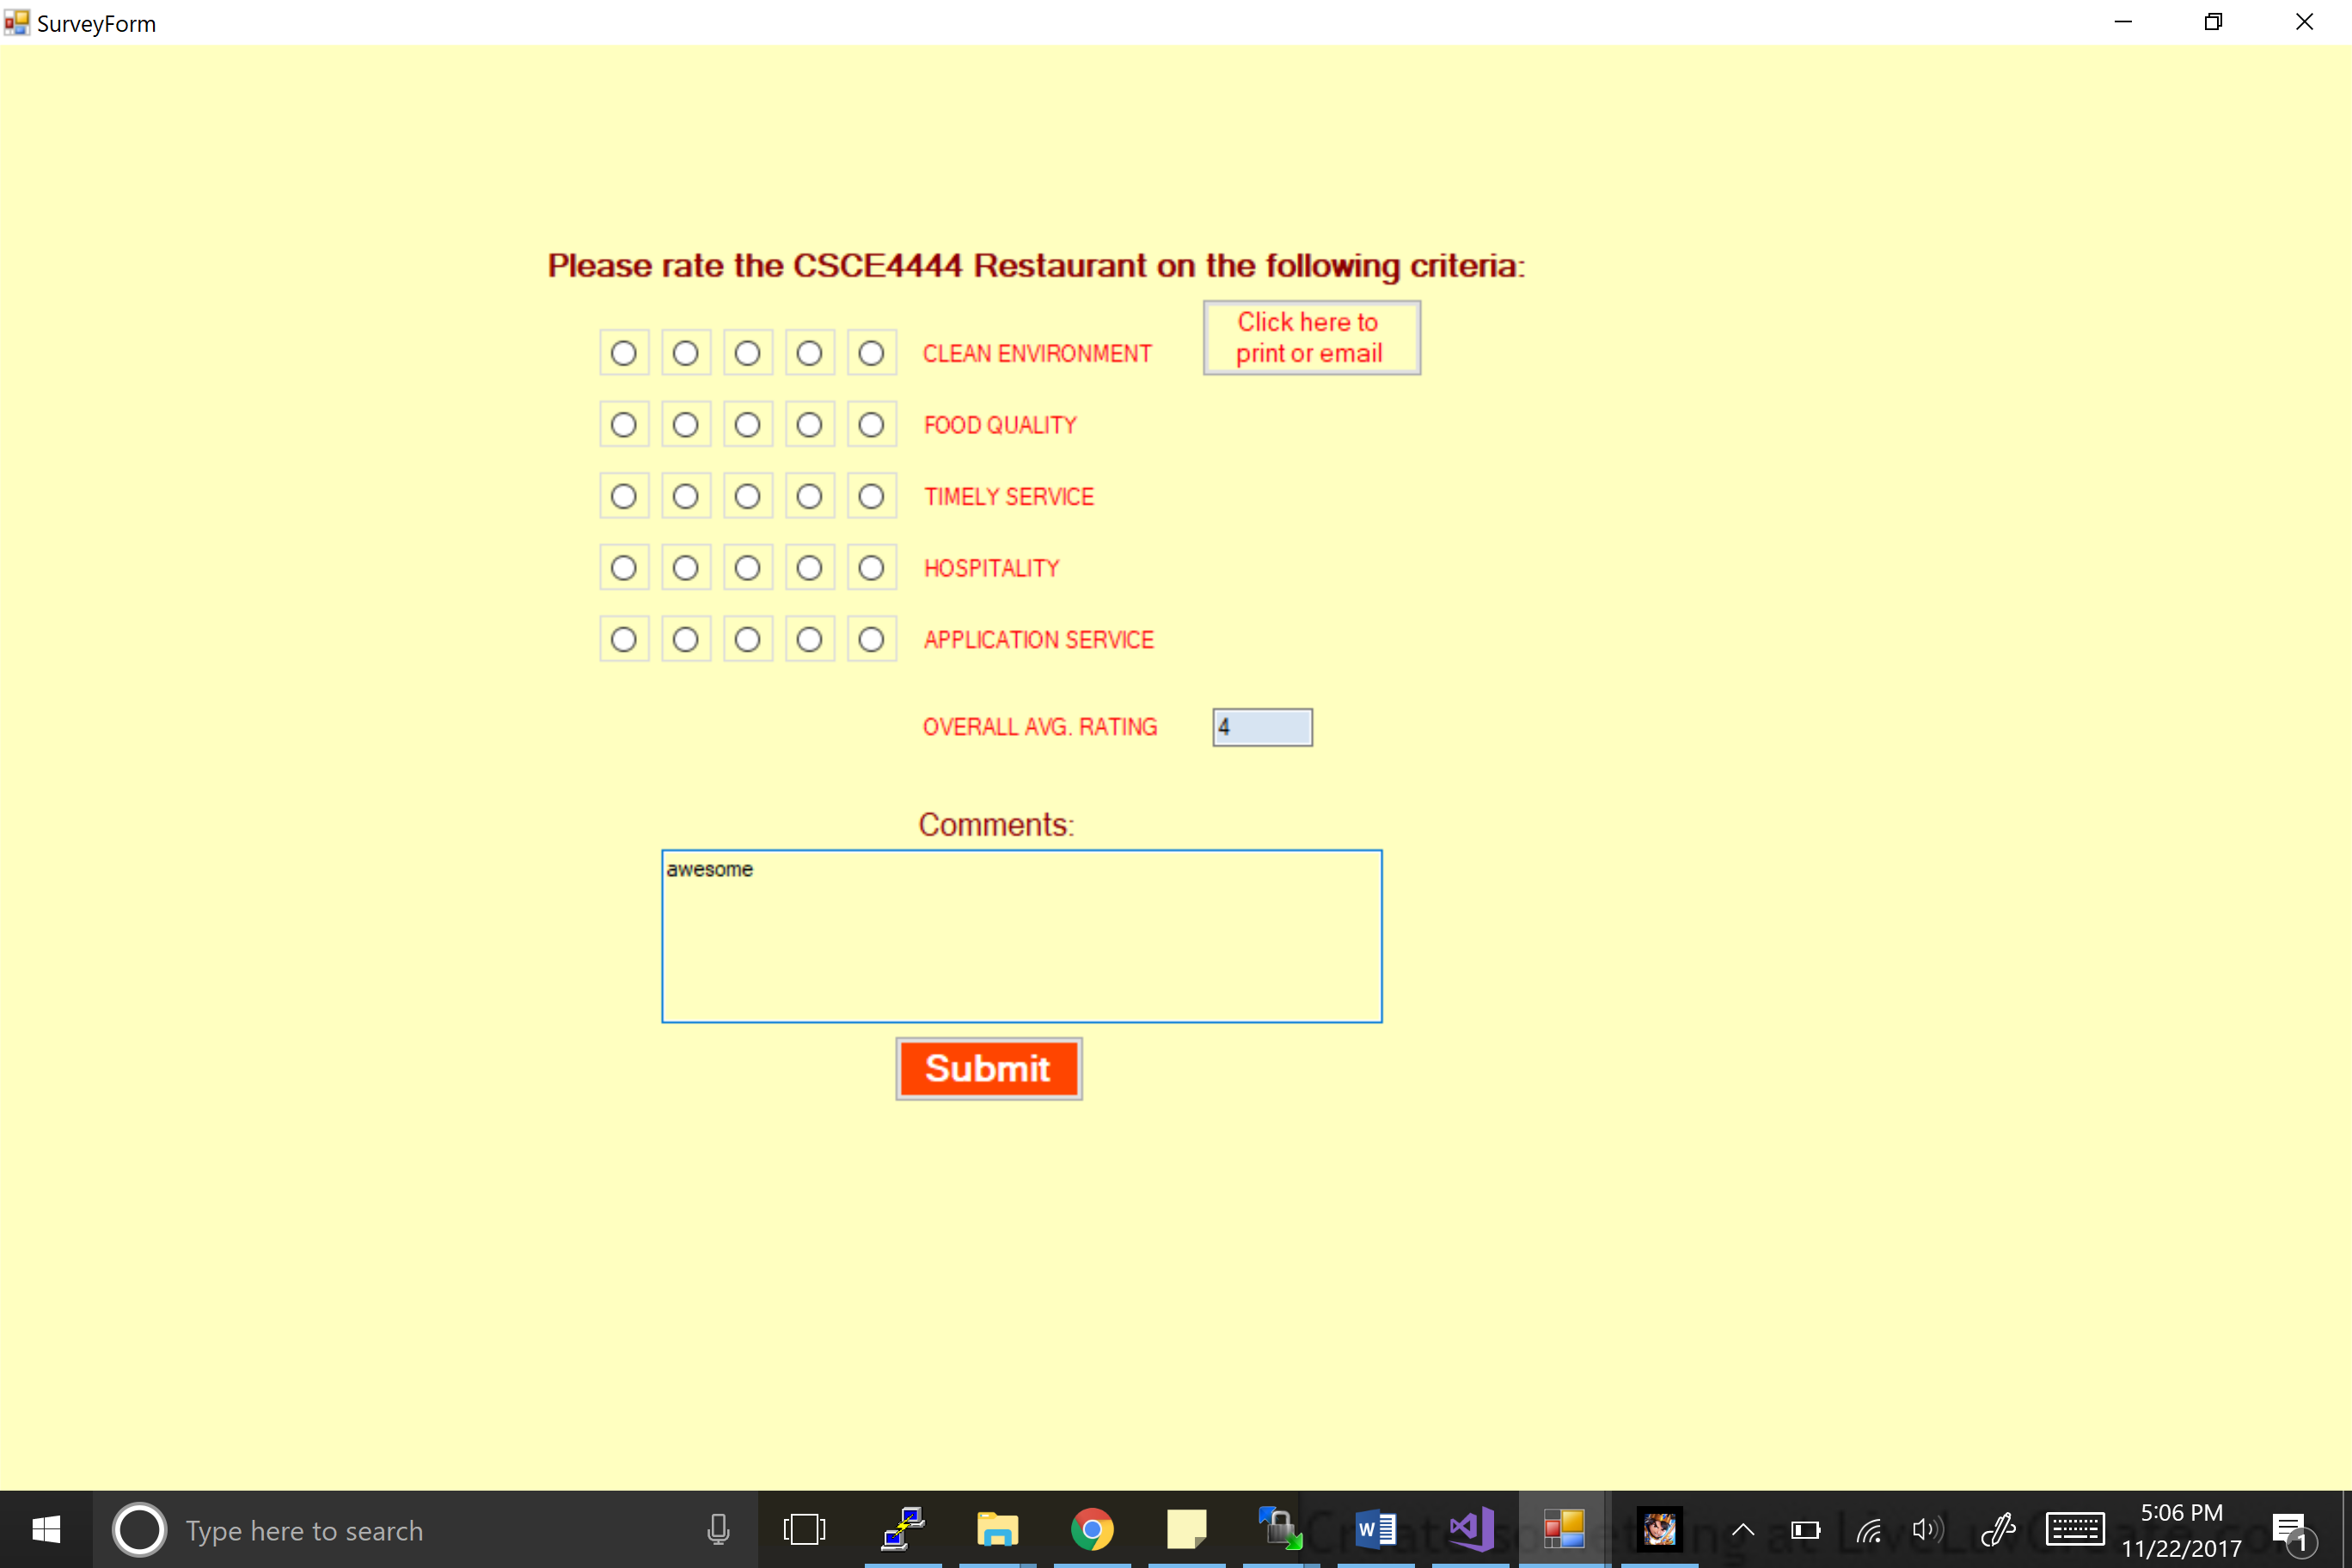 SurveyForm
Please rate the CSCE4444 Restaurant on the following criteria:
Click here to
print or email
CLEAN ENVIRONMENT
FOOD QUALITY
TIMELY SERVICE
HOSPITALITY
APPLICATION SERVICE
OVERALL AVG. RATING 4
Comments:
awesome
Submit
Type here to search
5:06 PM
11/22/2017
1